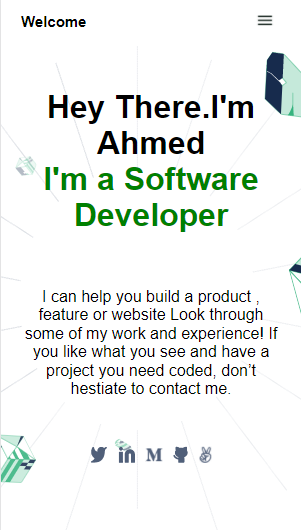 Welcome
Hey There.I'm
Ahmed
I'm a Software
Developer
I can help you build a product ,
feature or website Look through
some of my work and experience! If
you like what you see and have a
project you need coded, don't
hestiate to contact me.